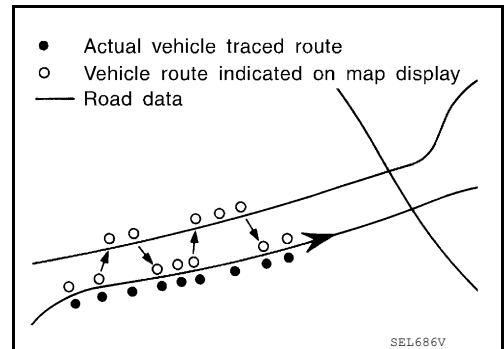 Actual vehicle traced route
Vehicle route indicated on map display
Road data
SEL686V